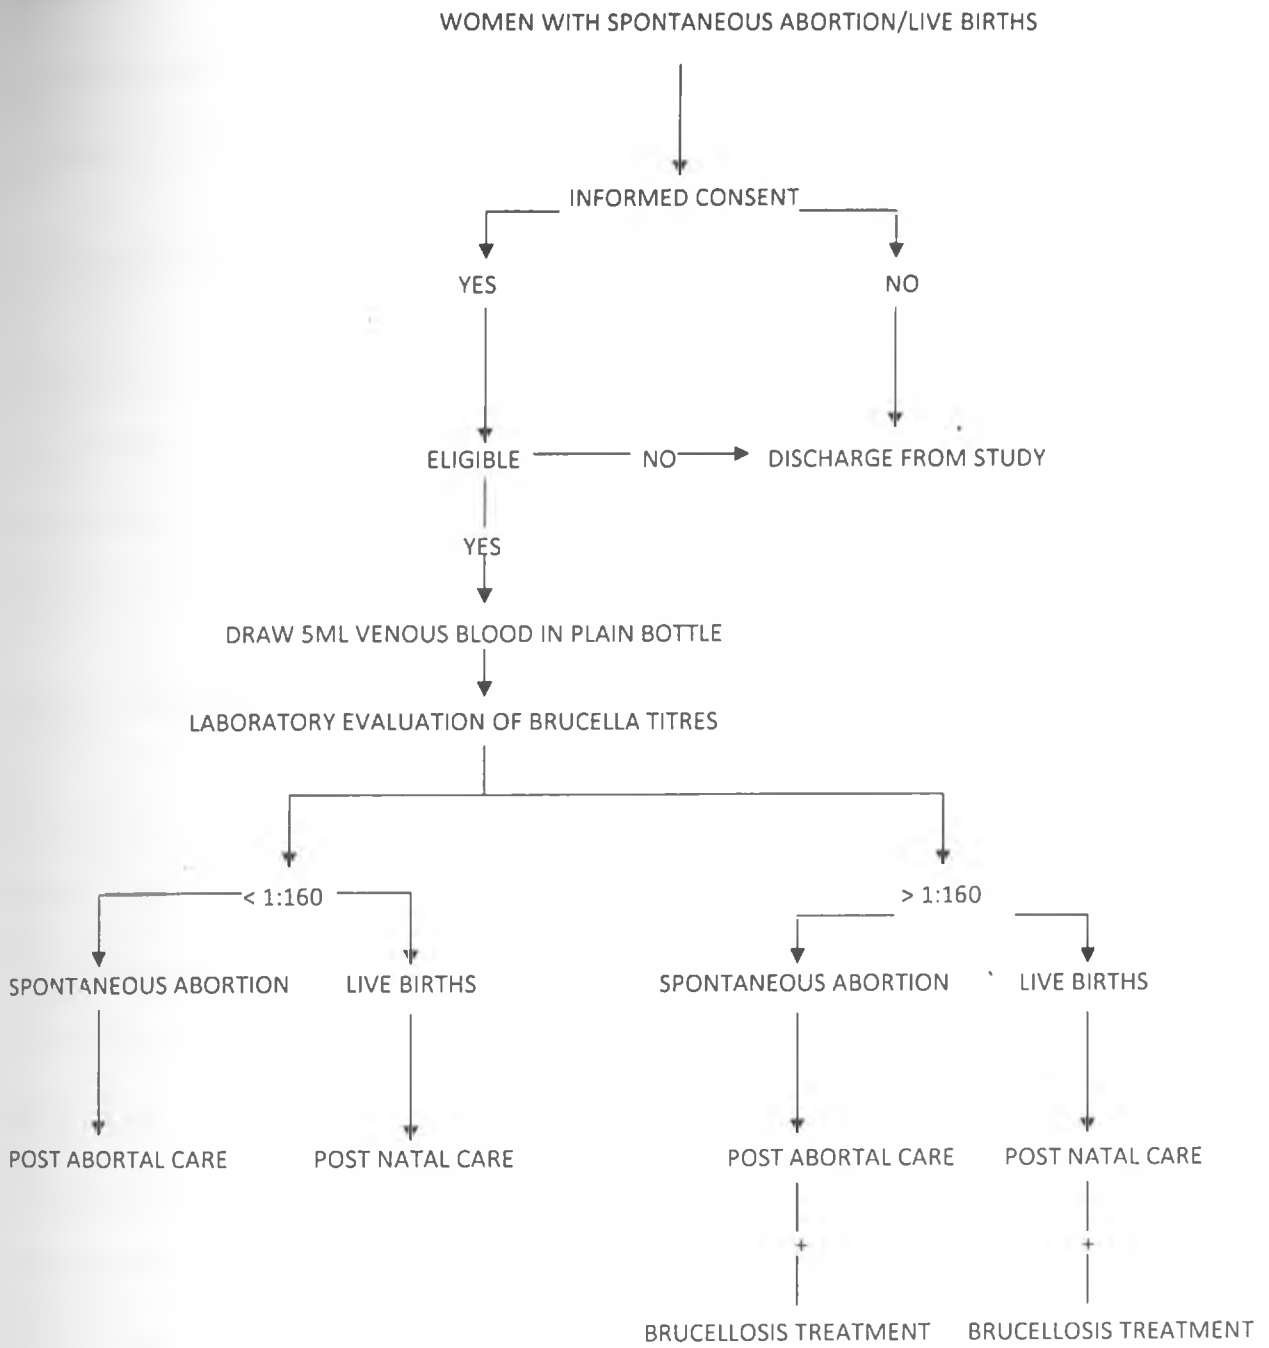 WOMEN WITH SPONTANEOUS ABORTION/LIVE BIRTHS
INFORMED CONSENT
YES NO
ELIGIBLE NO DISCHARGE FROM STUDY
YES
DRAW 5ML VENOUS BLOOD IN PLAIN BOTTLE
LABORATORY EVALUATION OF BRUCELLA TITRES
< 1:160 > 1:160
SPONTANEOUS ABORTION LIVE BIRTHS SPONTANEOUS ABORTION LIVE BIRTHS
POST ABORTAL CARE POST NATAL CARE POST ABORTAL CARE POST NATAL CARE
+ +
BRUCELLOSIS TREATMENT BRUCELLOSIS TREATMENT